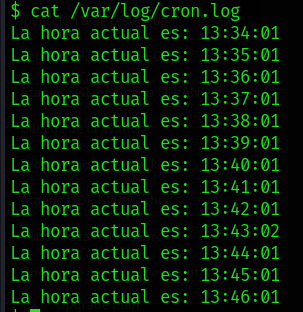 $ cat /var/log/cron.log
La hora actual es: 13:34:01
La hora actual es: 13:35:01
La hora actual es: 13:36:01
La hora actual es: 13:37:01
La hora actual es: 13:38:01
La hora actual es: 13:39:01
La hora actual es: 13:40:01
La hora actual es: 13:41:01
La hora actual es: 13:42:01
La hora actual es: 13:43:02
La hora actual es: 13:44:01
La hora actual es: 13:45:01
La hora actual es: 13:46:01